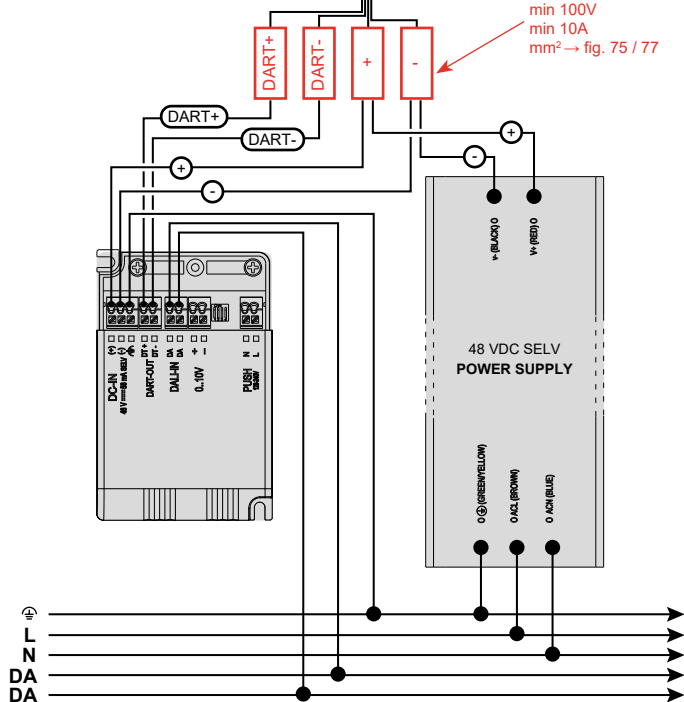 min 100V
min 10A
mm² → fig. 75 / 77
DART+
DART-
+
-
DART+
DART-
+
-
+
-
V- (BLACK) O
V+ (RED) O
48 VDC SELV
POWER SUPPLY
O (GREEN/YELLOW)
O ACL (BROWN)
O ACN (BLUE)
(+)
(-)
DT +
DT -
DA
DA
+
-
N
L
DC-IN
DART-OUT
DALI-IN
0..10V
PUSH
L
N
DA
DA